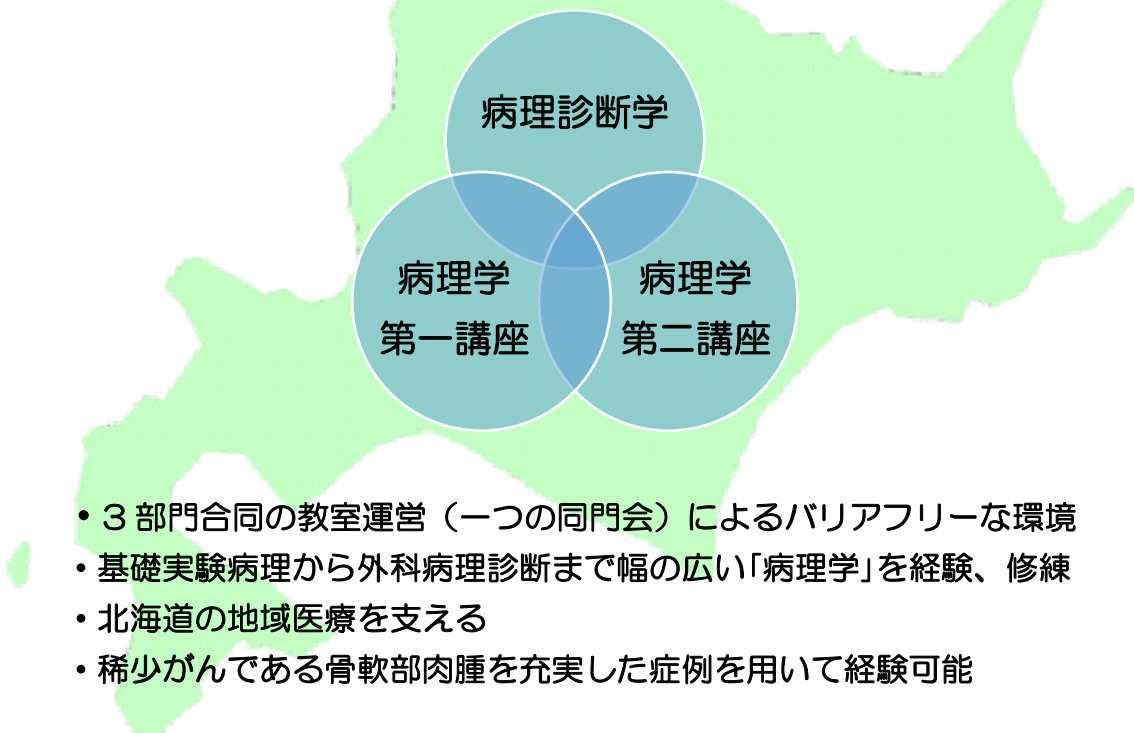 病理診断学
病理学
第一講座
病理学
第二講座
・３部門合同の教室運営（一つの同門会）によるバリアフリーな環境
・基礎実験病理から外科病理診断まで幅の広い｢病理学｣を経験、修練
・北海道の地域医療を支える
・稀少がんである骨軟部肉腫を充実した症例を用いて経験可能